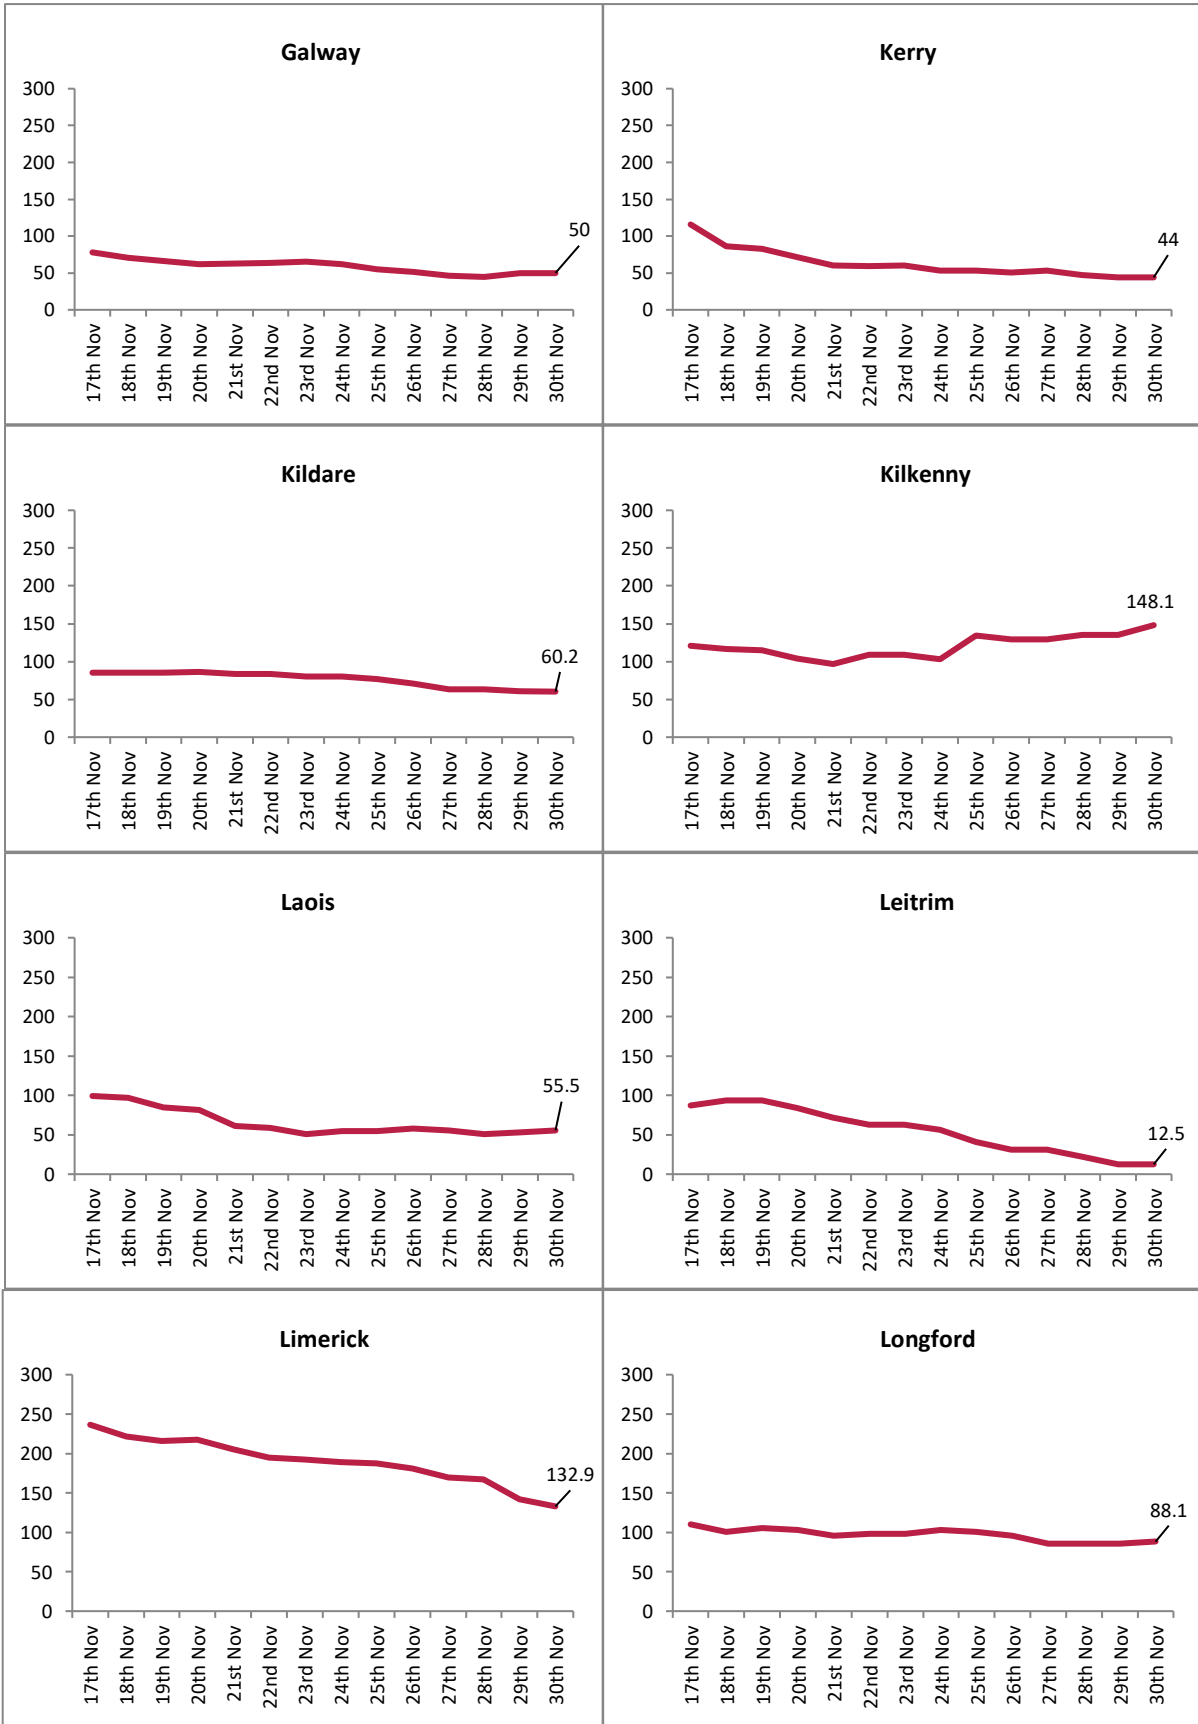 Galway
300
250
200
150
100
50
0
50
17th Nov
18th Nov
19th Nov
20th Nov
21st Nov
22nd Nov
23rd Nov
24th Nov
25th Nov
26th Nov
27th Nov
28th Nov
29th Nov
30th Nov
Kerry
300
250
200
150
100
50
0
44
17th Nov
18th Nov
19th Nov
20th Nov
21st Nov
22nd Nov
23rd Nov
24th Nov
25th Nov
26th Nov
27th Nov
28th Nov
29th Nov
30th Nov
Kildare
300
250
200
150
100
50
0
60.2
17th Nov
18th Nov
19th Nov
20th Nov
21st Nov
22nd Nov
23rd Nov
24th Nov
25th Nov
26th Nov
27th Nov
28th Nov
29th Nov
30th Nov
Kilkenny
300
250
200
150
100
50
0
148.1
17th Nov
18th Nov
19th Nov
20th Nov
21st Nov
22nd Nov
23rd Nov
24th Nov
25th Nov
26th Nov
27th Nov
28th Nov
29th Nov
30th Nov
Laois
300
250
200
150
100
50
0
55.5
17th Nov
18th Nov
19th Nov
20th Nov
21st Nov
22nd Nov
23rd Nov
24th Nov
25th Nov
26th Nov
27th Nov
28th Nov
29th Nov
30th Nov
Leitrim
300
250
200
150
100
50
0
12.5
17th Nov
18th Nov
19th Nov
20th Nov
21st Nov
22nd Nov
23rd Nov
24th Nov
25th Nov
26th Nov
27th Nov
28th Nov
29th Nov
30th Nov
Limerick
300
250
200
150
100
50
0
132.9
17th Nov
18th Nov
19th Nov
20th Nov
21st Nov
22nd Nov
23rd Nov
24th Nov
25th Nov
26th Nov
27th Nov
28th Nov
29th Nov
30th Nov
Longford
300
250
200
150
100
50
0
88.1
17th Nov
18th Nov
19th Nov
20th Nov
21st Nov
22nd Nov
23rd Nov
24th Nov
25th Nov
26th Nov
27th Nov
28th Nov
29th Nov
30th Nov